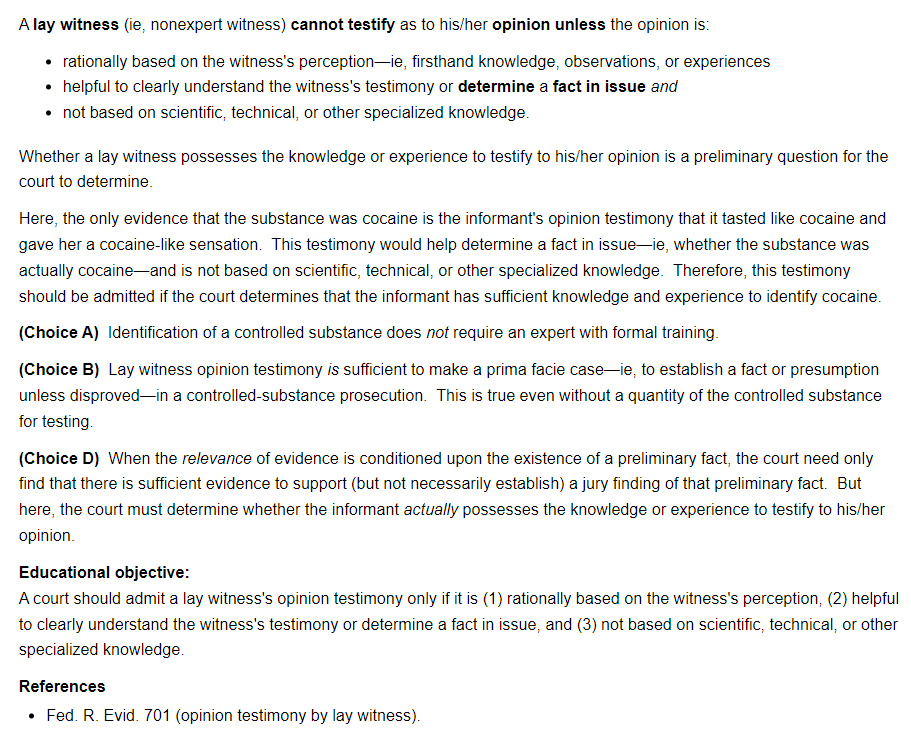 A lay witness (ie, nonexpert witness) cannot testify as to his/her opinion unless the opinion is:
• rationally based on the witness's perception—ie, firsthand knowledge, observations, or experiences
• helpful to clearly understand the witness's testimony or determine a fact in issue and
• not based on scientific, technical, or other specialized knowledge.
Whether a lay witness possesses the knowledge or experience to testify to his/her opinion is a preliminary question for the
court to determine.
Here, the only evidence that the substance was cocaine is the informant's opinion testimony that it tasted like cocaine and
gave her a cocaine-like sensation.  This testimony would help determine a fact in issue—ie, whether the substance was
actually cocaine—and is not based on scientific, technical, or other specialized knowledge.  Therefore, this testimony
should be admitted if the court determines that the informant has sufficient knowledge and experience to identify cocaine.
(Choice A)  Identification of a controlled substance does not require an expert with formal training.
(Choice B)  Lay witness opinion testimony is sufficient to make a prima facie case—ie, to establish a fact or presumption
unless disproved—in a controlled-substance prosecution.  This is true even without a quantity of the controlled substance
for testing.
(Choice D)  When the relevance of evidence is conditioned upon the existence of a preliminary fact, the court need only
find that there is sufficient evidence to support (but not necessarily establish) a jury finding of that preliminary fact.  But
here, the court must determine whether the informant actually possesses the knowledge or experience to testify to his/her
opinion.
Educational objective:
A court should admit a lay witness's opinion testimony only if it is (1) rationally based on the witness's perception, (2) helpful
to clearly understand the witness's testimony or determine a fact in issue, and (3) not based on scientific, technical, or other
specialized knowledge.
References
• Fed. R. Evid. 701 (opinion testimony by lay witness).